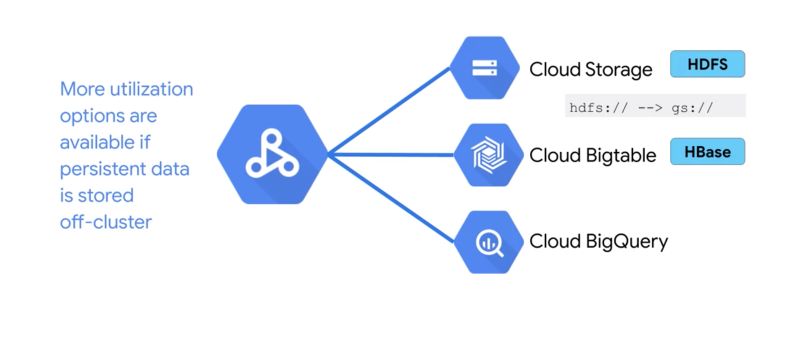 More utilization
options are
available if
persistent data
is stored
off-cluster
Cloud Storage
HDFS
hdfs:// --> gs://
Cloud Bigtable
HBase
Cloud BigQuery